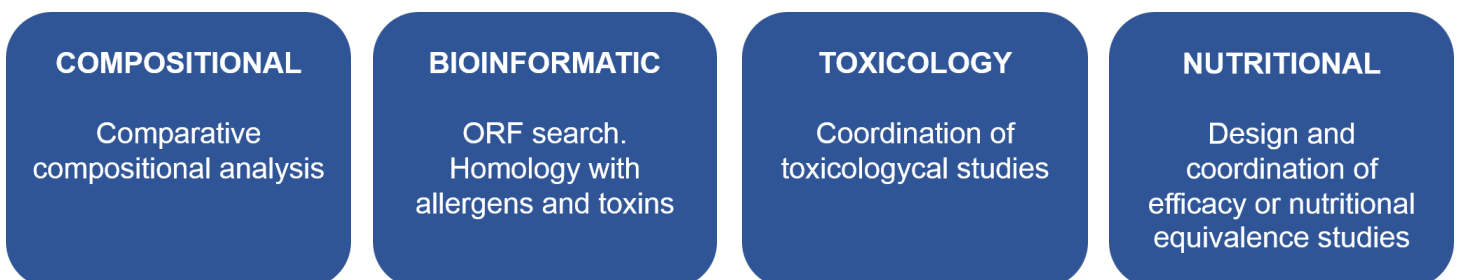 COMPOSITIONAL
Comparative
compositional analysis
BIOINFORMATIC
ORF search.
Homology with
allergens and toxins
TOXICOLOGY
Coordination of
toxicologycal studies
NUTRITIONAL
Design and
coordination of
efficacy or nutritional
equivalence studies